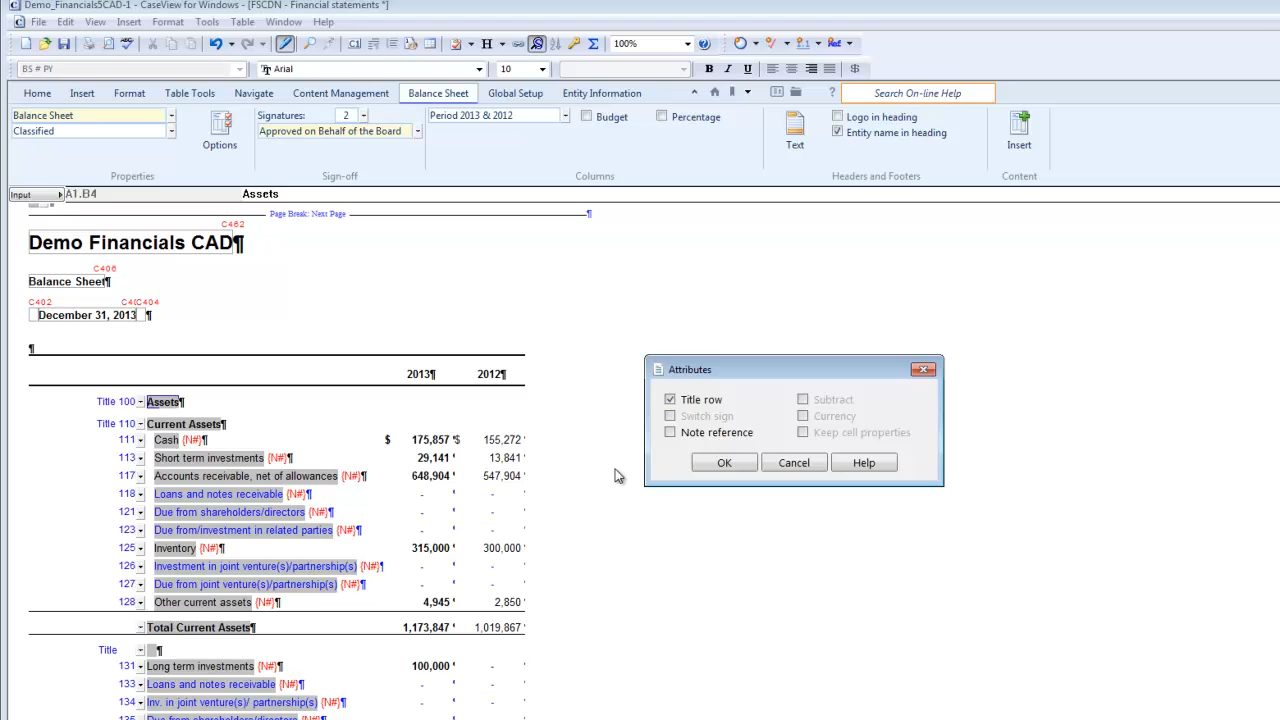 Demo_Financials5CAD-1 - CaseView for Windows - [FSCDN - Financial statements *]
File Edit View Insert Format Tools Table Window Help
100%
BS # PY Arial 10 B I U
Home Insert Format Table Tools Navigate Content Management Balance Sheet Global Setup Entity Information ? Search On-line Help
Balance Sheet Signatures: 2 Period 2013 & 2012 Budget Percentage Logo in heading
Classified Approved on Behalf of the Board Entity name in heading
Options Text Insert
Properties Sign-off Columns Headers and Footers Content
Input A1.B4 Assets
Page Break: Next Page ¶
C462
Demo Financials CAD¶
C406
Balance Sheet¶
C402 C4(C404
December 31, 2013 ¶
¶
2013¶ 2012¶
Title 100 Assets¶
Title 110 Current Assets¶
111 Cash {N#}¶ $ 175,857 $ 155,272
113 Short term investments {N#}¶ 29,141 13,841
117 Accounts receivable, net of allowances {N#}¶ 648,904 547,904
118 Loans and notes receivable {N#}¶ - -
121 Due from shareholders/directors {N#}¶ - -
123 Due from/investment in related parties {N#}¶ - -
125 Inventory {N#}¶ 315,000 300,000
126 Investment in joint venture(s)/partnership(s) {N#}¶ - -
127 Due from joint venture(s)/partnership(s) {N#}¶ - -
128 Other current assets {N#}¶ 4,945 2,850
Total Current Assets¶ 1,173,847 1,019,867
Title ¶
131 Long term investments {N#}¶ 100,000 -
133 Loans and notes receivable {N#}¶ - -
134 Inv. in joint venture(s)/ partnership(s) {N#}¶ - -
135 Due from shareholders/directors {N#}¶ - -
Attributes
Title row Subtract
Switch sign Currency
Note reference Keep cell properties
OK Cancel Help